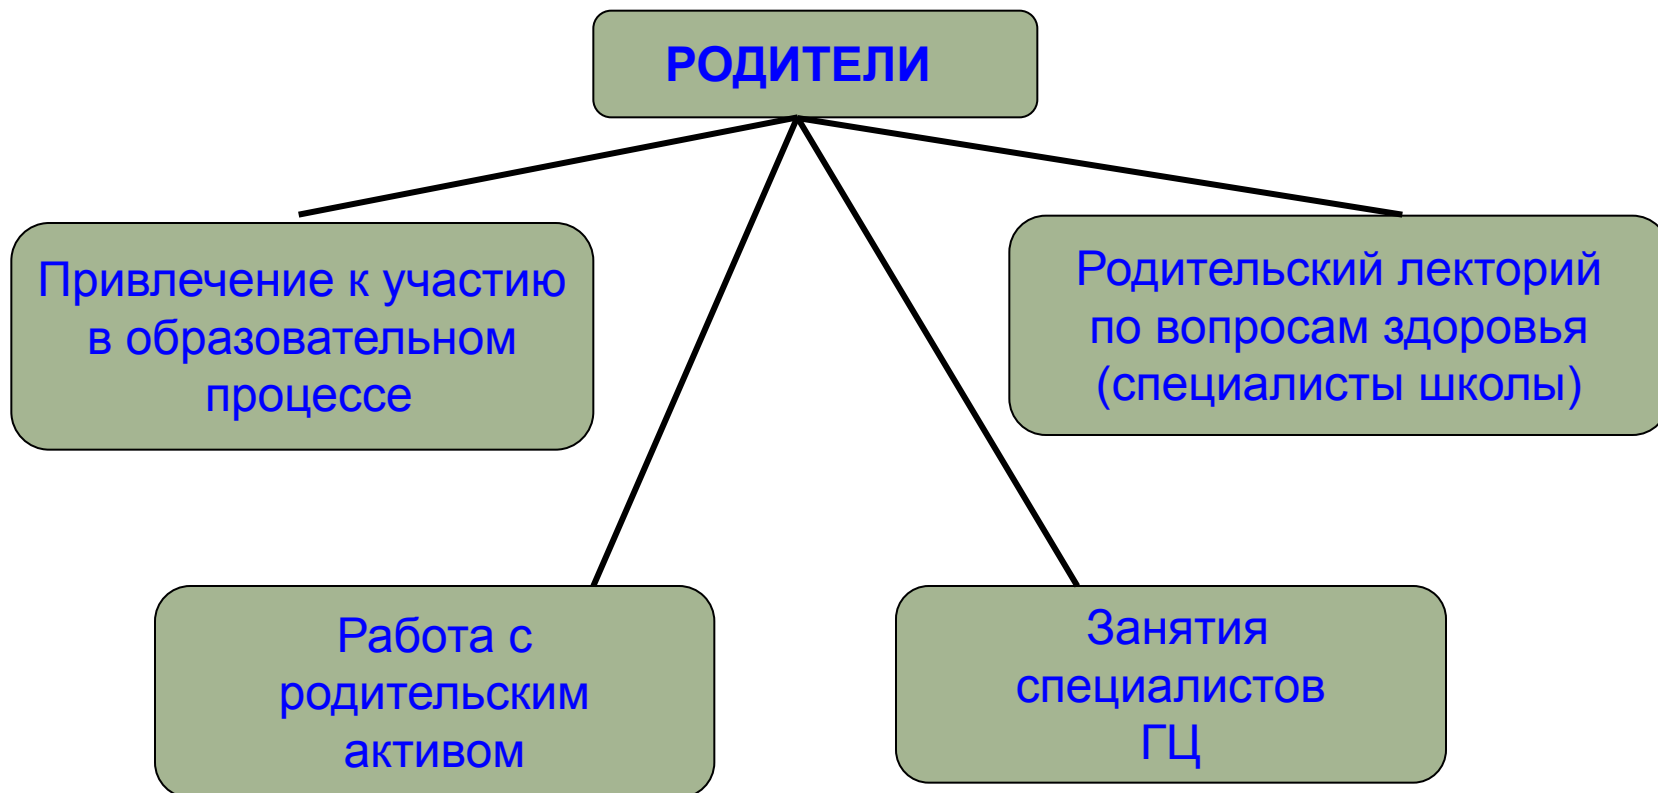 РОДИТЕЛИ
Привлечение к участию
в образовательном
процессе
Родительский лекторий
по вопросам здоровья
(специалисты школы)
Работа с
родительским
активом
Занятия
специалистов
ГЦ